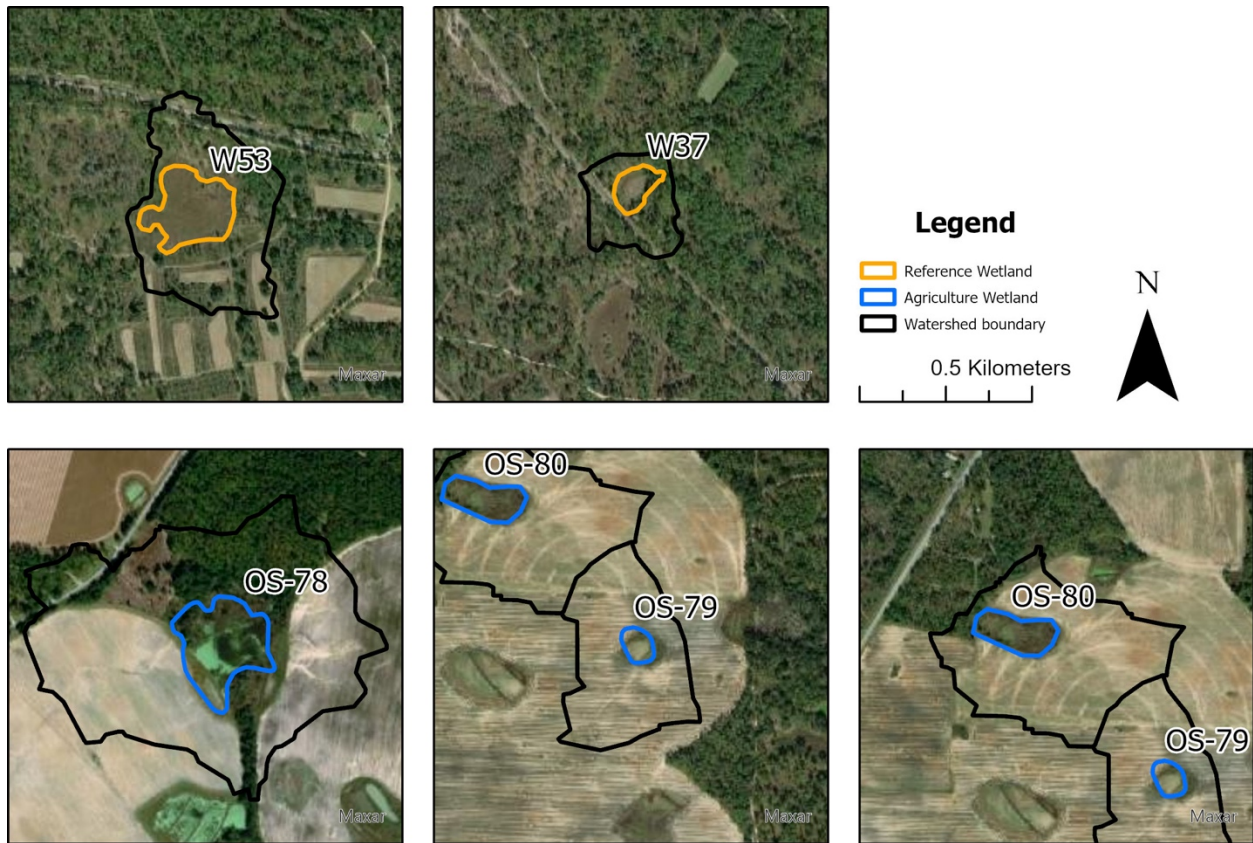 W53
Maxar
W37
Maxar
Legend
Reference Wetland
Agriculture Wetland
Watershed boundary
0.5 Kilometers
N
OS-78
Maxar
OS-80
OS-79
OS-80
OS-79
Maxar